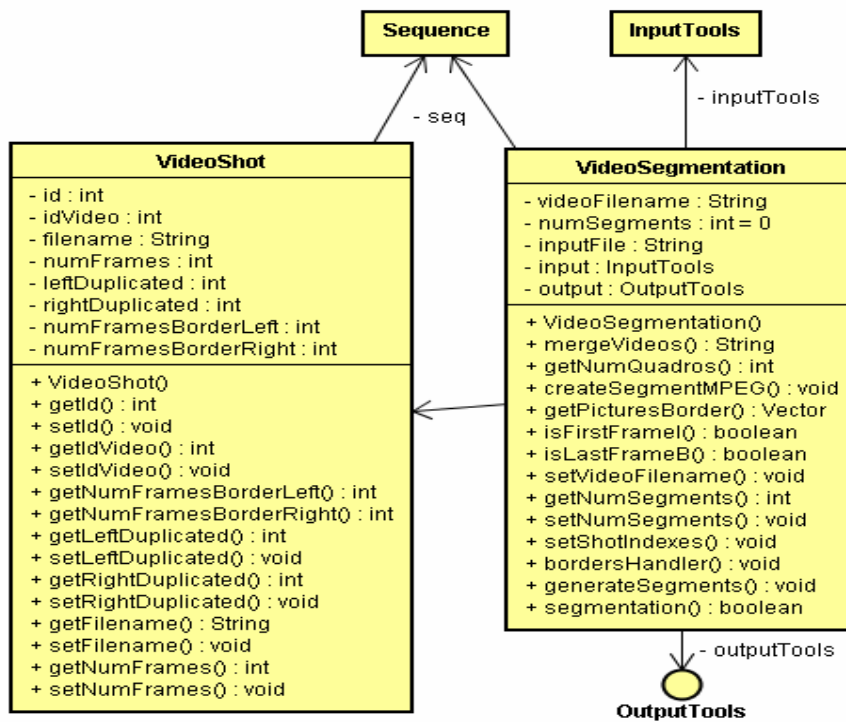 Sequence
InputTools
- inputTools
- seq
VideoShot
- id : int
- idVideo : int
- filename : String
- numFrames : int
- leftDuplicated : int
- rightDuplicated : int
- numFramesBorderLeft : int
- numFramesBorderRight : int
+ VideoShot()
+ getId() : int
+ setId() : void
+ getIdVideo() : int
+ setIdVideo() : void
+ getNumFramesBorderLeft() : int
+ getNumFramesBorderRight() : int
+ getLeftDuplicated() : int
+ setLeftDuplicated() : void
+ getRightDuplicated() : int
+ setRightDuplicated() : void
+ getFilename() : String
+ setFilename() : void
+ getNumFrames() : int
+ setNumFrames() : void
VideoSegmentation
- videoFilename : String
- numSegments : int = 0
- inputFile : String
- input : InputTools
- output : OutputTools
+ VideoSegmentation()
+ mergeVideos() : String
+ getNumQuadros() : int
+ createSegmentMPEG() : void
+ getPicturesBorder() : Vector
+ isFirstFrameI() : boolean
+ isLastFrameB() : boolean
+ setVideoFilename() : void
+ getNumSegments() : int
+ setNumSegments() : void
+ setShotIndexes() : void
+ bordersHandler() : void
+ generateSegments() : void
+ segmentation() : boolean
- outputTools
OutputTools